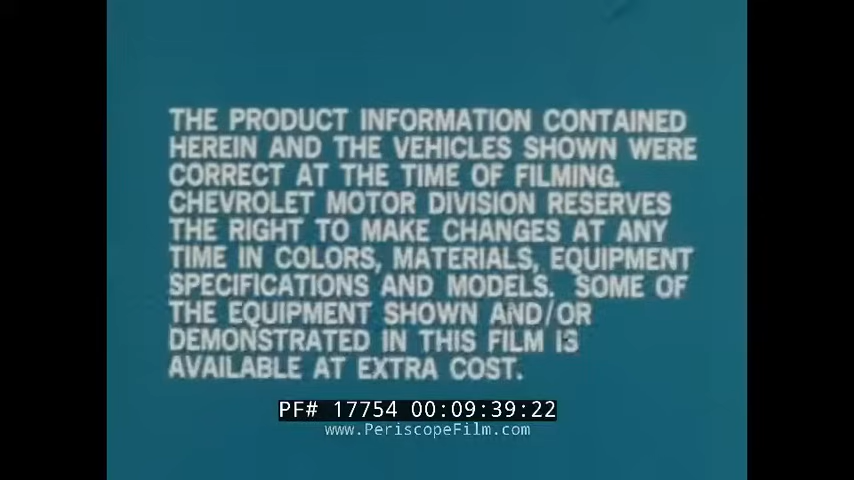 THE PRODUCT INFORMATION CONTAINED
HEREIN AND THE VEHICLES SHOWN WERE
CORRECT AT THE TIME OF FILMING.
CHEVROLET MOTOR DIVISION RESERVES
THE RIGHT TO MAKE CHANGES AT ANY
TIME IN COLORS, MATERIALS, EQUIPMENT
SPECIFICATIONS AND MODELS. SOME OF
THE EQUIPMENT SHOWN AND/OR
DEMONSTRATED IN THIS FILM IS
AVAILABLE AT EXTRA COST.
PF# 17754 00:09:39:22
www.PeriscopeFilm.com